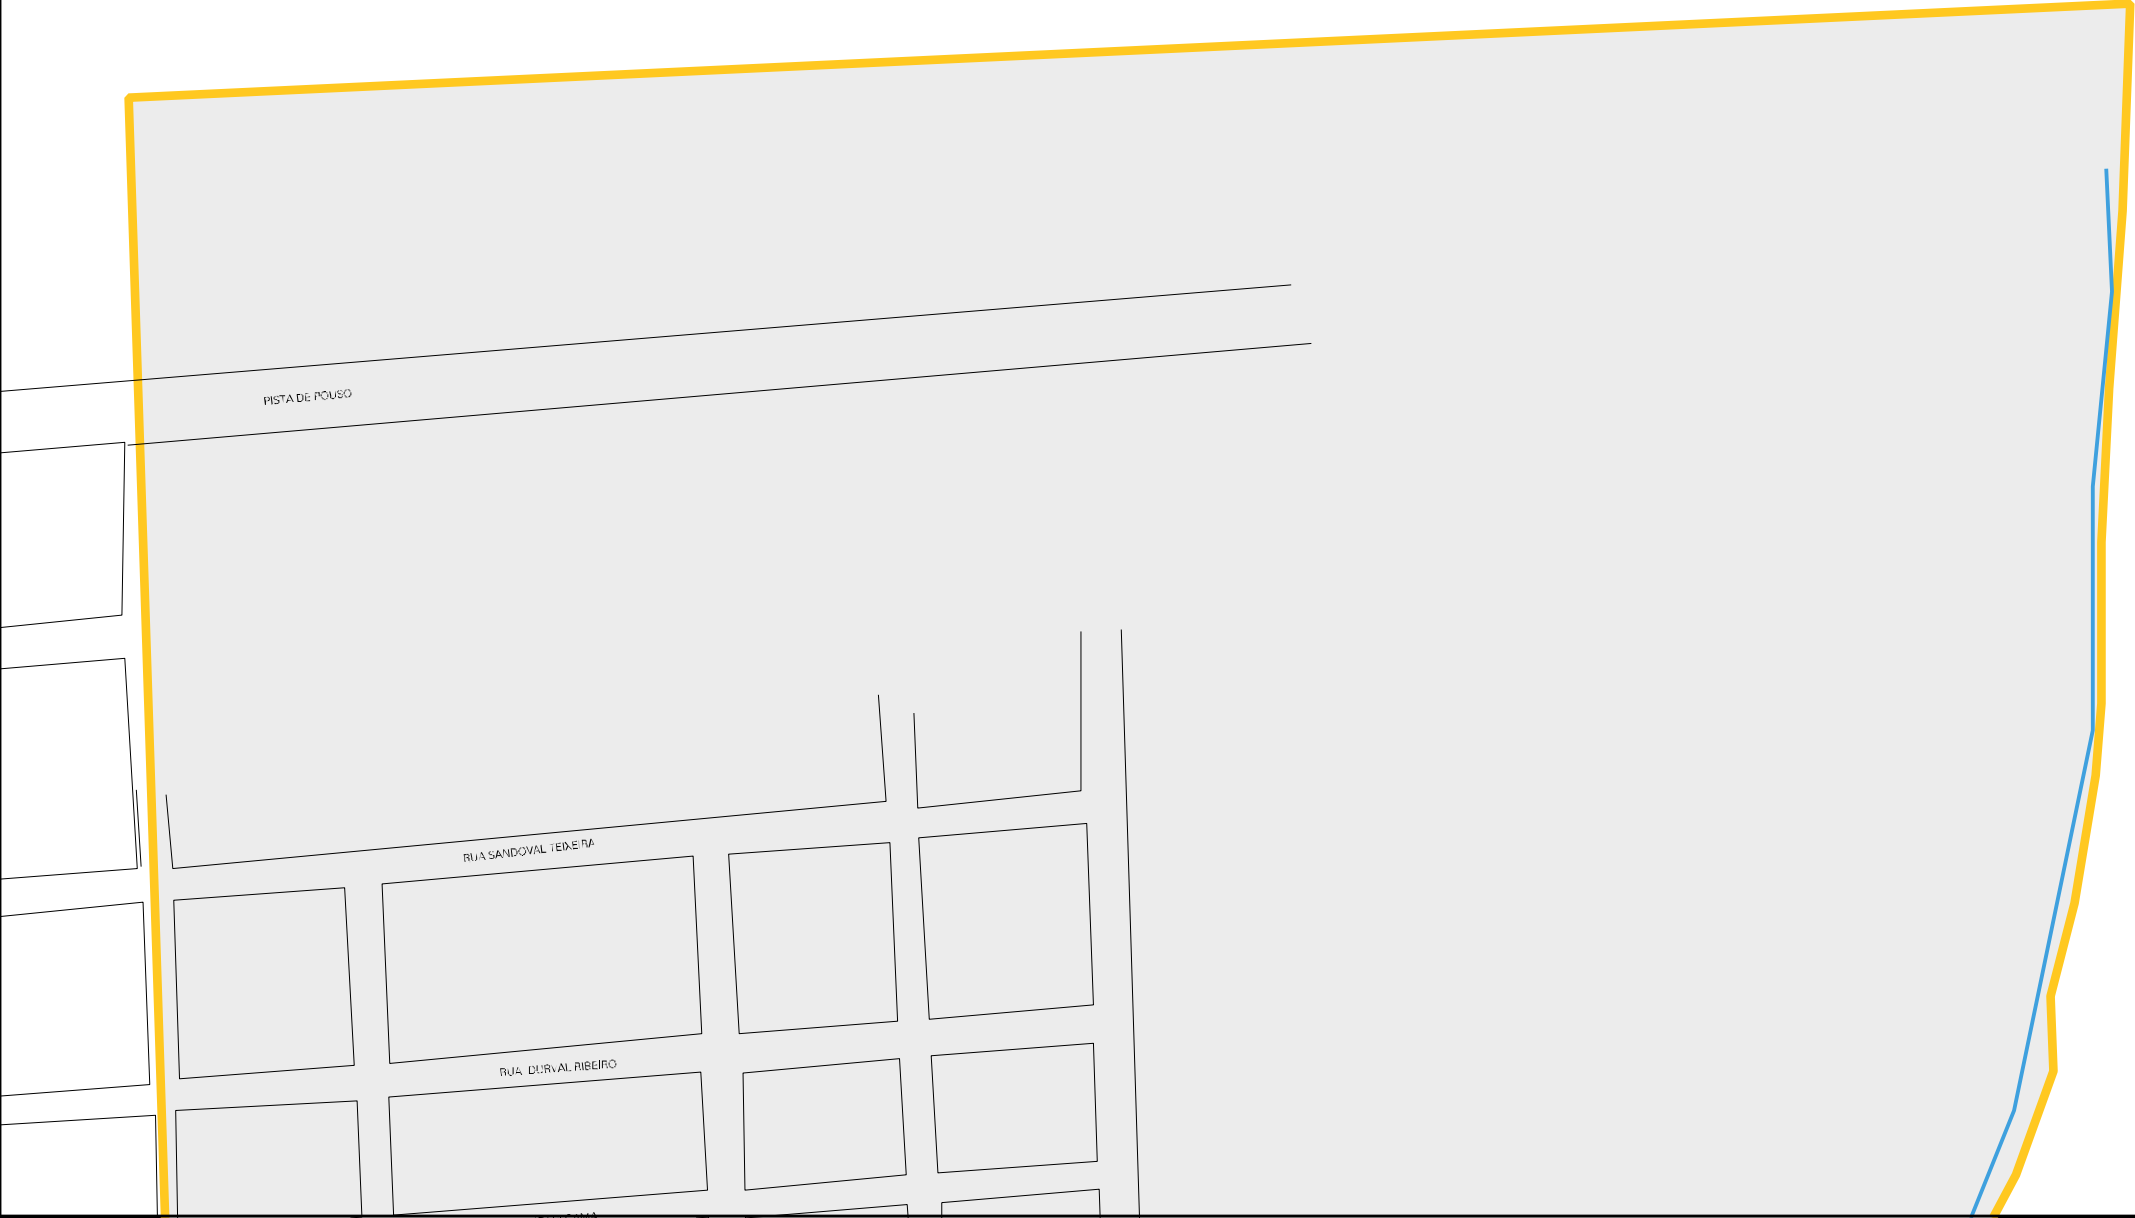 PISTA DE POUSO
RUA SANDOVAL TEIXEIRA
RUA DURVAL RIBEIRO